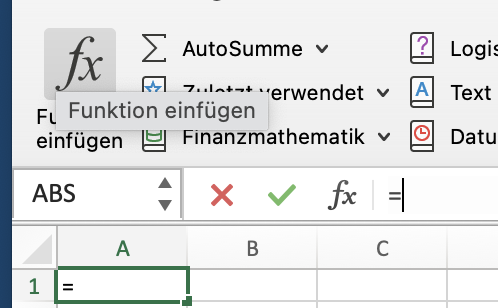 fx
AutoSumme
Logis
Zuletzt verwendet
Text
Fu
Funktion einfügen
einfügen
Finanzmathematik
Datu
ABS
fx
=
A B C
1 =